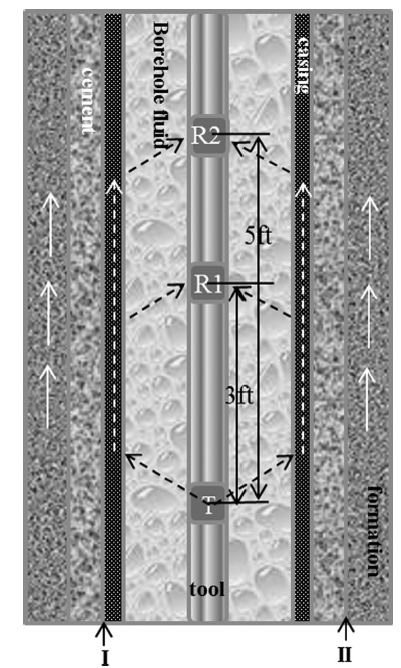 Borehole fluid
casing
cement
R2
5ft
R1
3ft
T
formation
tool
I
II